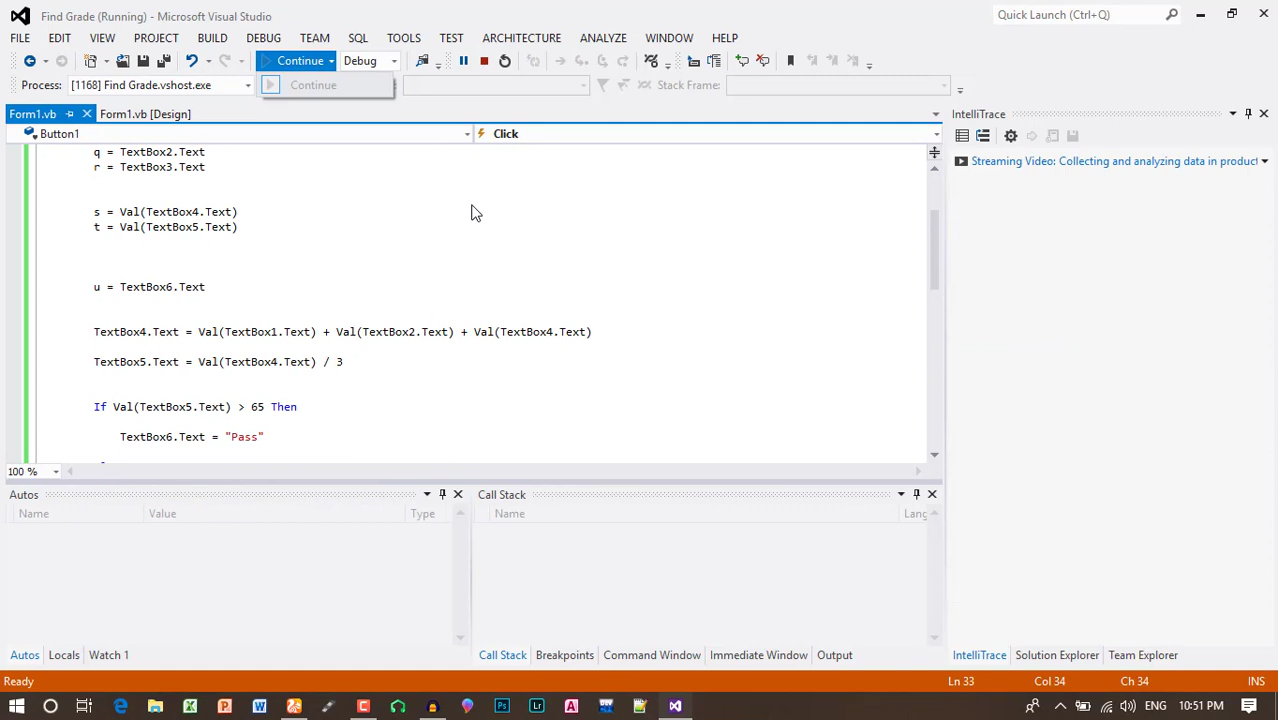 Find Grade (Running) - Microsoft Visual Studio
Quick Launch (Ctrl+Q)
FILE EDIT VIEW PROJECT BUILD DEBUG TEAM SQL TOOLS TEST ARCHITECTURE ANALYZE WINDOW HELP
Continue Debug
Process: [1168] Find Grade.vshost.exe Continue Stack Frame:
Form1.vb Form1.vb [Design]
IntelliTrace
Button1 Click
q = TextBox2.Text
Streaming Video: Collecting and analyzing data in product
r = TextBox3.Text
s = Val(TextBox4.Text)
t = Val(TextBox5.Text)
u = TextBox6.Text
TextBox4.Text = Val(TextBox1.Text) + Val(TextBox2.Text) + Val(TextBox4.Text)
TextBox5.Text = Val(TextBox4.Text) / 3
If Val(TextBox5.Text) > 65 Then
TextBox6.Text = "Pass"
100 %
Autos
Call Stack
Name Value Type
Name Lang
Autos Locals Watch 1
Call Stack Breakpoints Command Window Immediate Window Output
IntelliTrace Solution Explorer Team Explorer
Ready Ln 33 Col 34 Ch 34 INS
ENG 10:51 PM